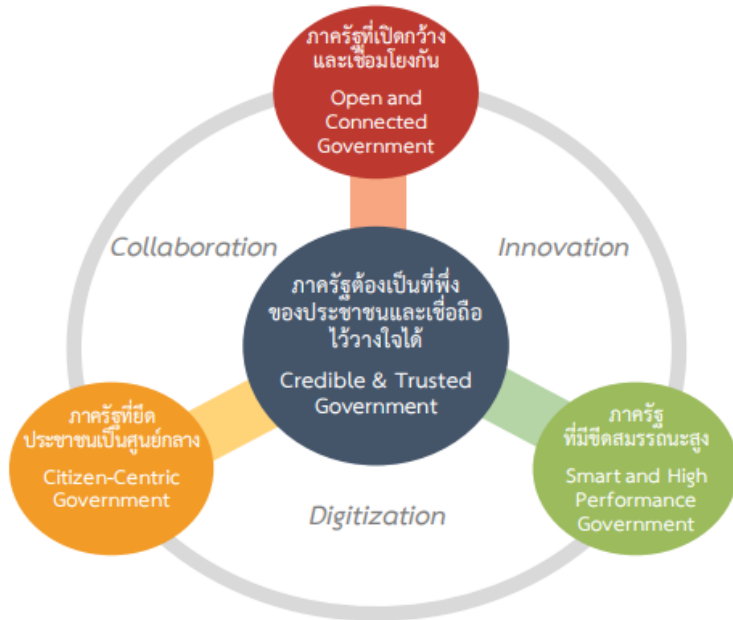 ภาครัฐที่เปิดกว้าง
และเชื่อมโยงกัน
Open and
Connected
Government
Collaboration
Innovation
ภาครัฐต้องเป็นที่พึ่ง
ของประชาชนและเชื่อถือ
ไว้วางใจได้
Credible & Trusted
Government
ภาครัฐที่ยึด
ประชาชนเป็นศูนย์กลาง
Citizen-Centric
Government
ภาครัฐ
ที่มีขีดสมรรถนะสูง
Smart and High
Performance
Government
Digitization